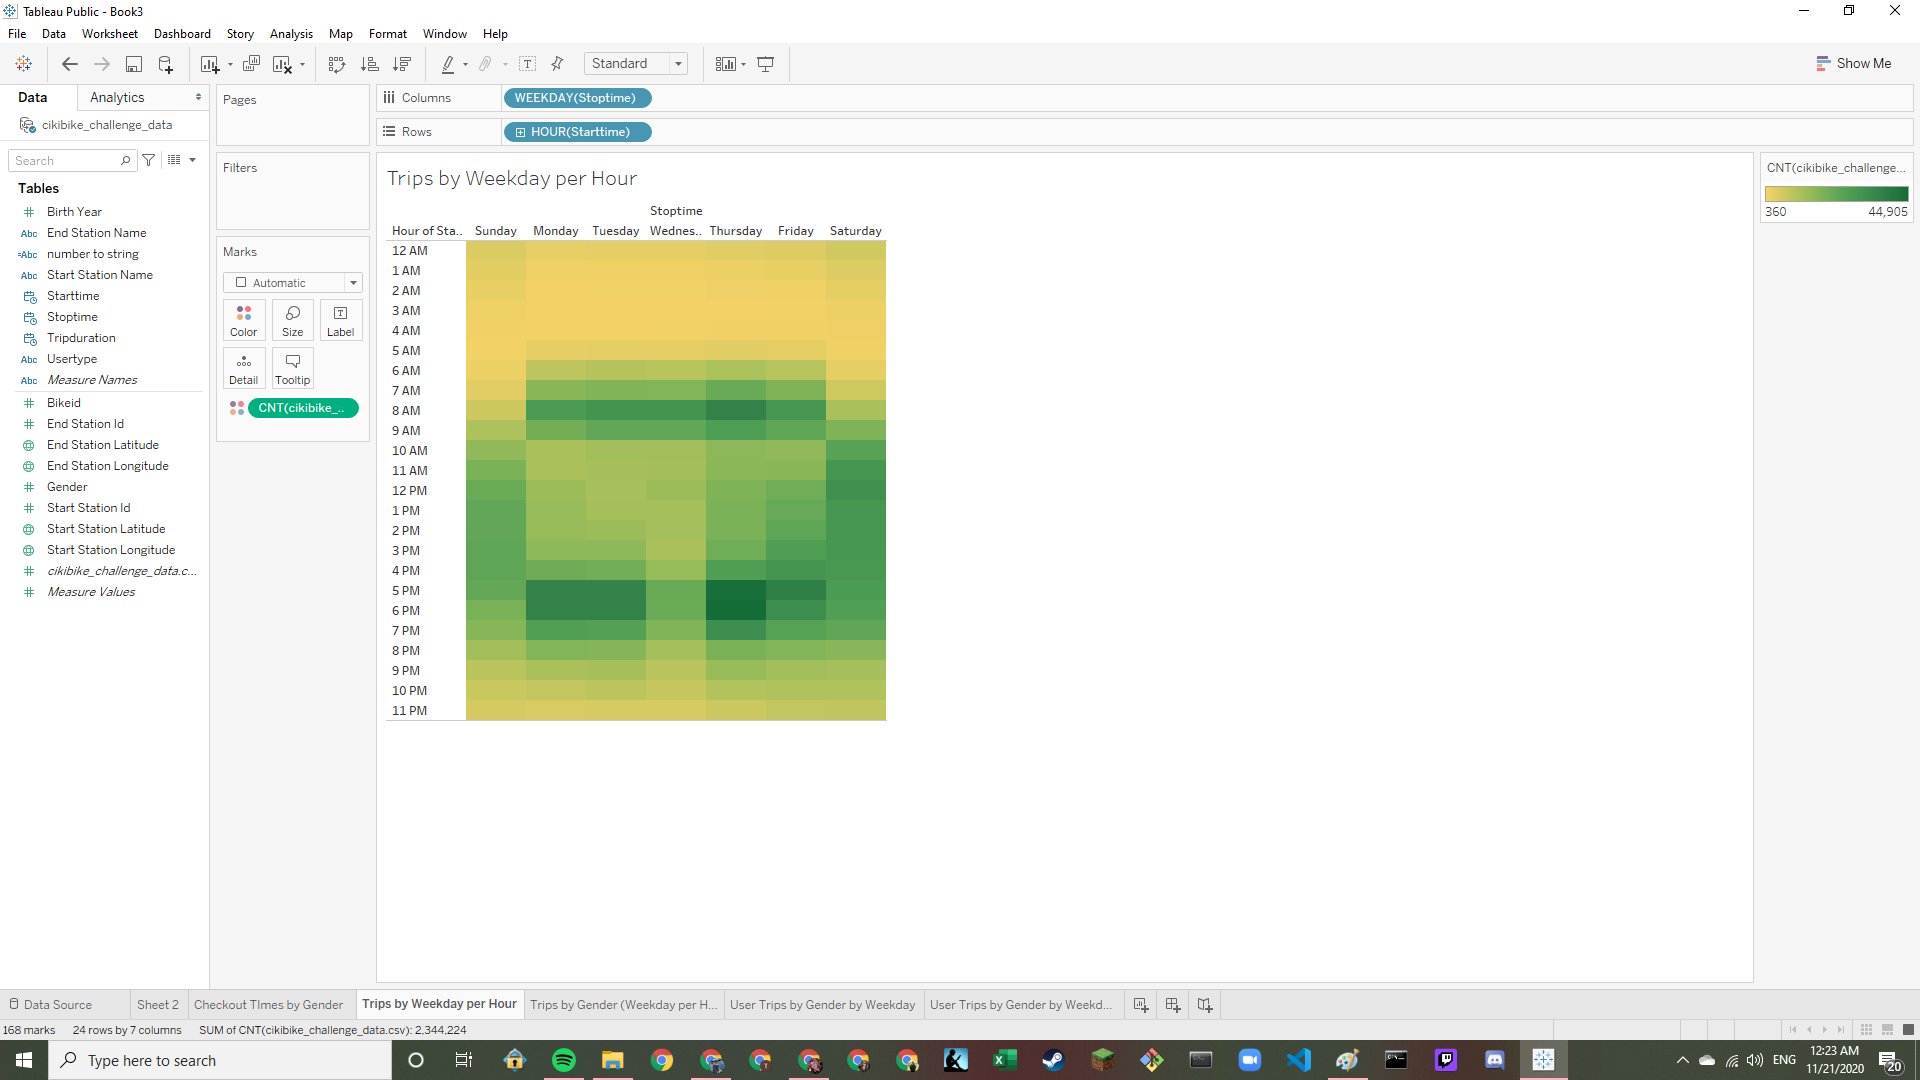 Tableau Public - Book3
File Data Worksheet Dashboard Story Analysis Map Format Window Help
Standard
Show Me
Data Analytics
cikibike_challenge_data
Search
Tables
# Birth Year
Abc End Station Name
=Abc number to string
Abc Start Station Name
Starttime
Stoptime
Tripduration
Abc Usertype
Abc Measure Names
# Bikeid
# End Station Id
End Station Latitude
End Station Longitude
# Gender
# Start Station Id
Start Station Latitude
Start Station Longitude
# cikibike_challenge_data.c...
# Measure Values
Pages
Filters
Marks
Automatic
Color Size Label
Detail Tooltip
CNT(cikibike_..
Columns WEEKDAY(Stoptime)
Rows HOUR(Starttime)
Trips by Weekday per Hour
Stoptime
Hour of Sta.. Sunday Monday Tuesday Wednes.. Thursday Friday Saturday
12 AM
1 AM
2 AM
3 AM
4 AM
5 AM
6 AM
7 AM
8 AM
9 AM
10 AM
11 AM
12 PM
1 PM
2 PM
3 PM
4 PM
5 PM
6 PM
7 PM
8 PM
9 PM
10 PM
11 PM
CNT(cikibike_challenge...
360 44,905
Data Source Sheet 2 Checkout TImes by Gender Trips by Weekday per Hour Trips by Gender (Weekday per H... User Trips by Gender by Weekday User Trips by Gender by Weekd...
168 marks 24 rows by 7 columns SUM of CNT(cikibike_challenge_data.csv): 2,344,224
Type here to search
ENG
12:23 AM
11/21/2020
20